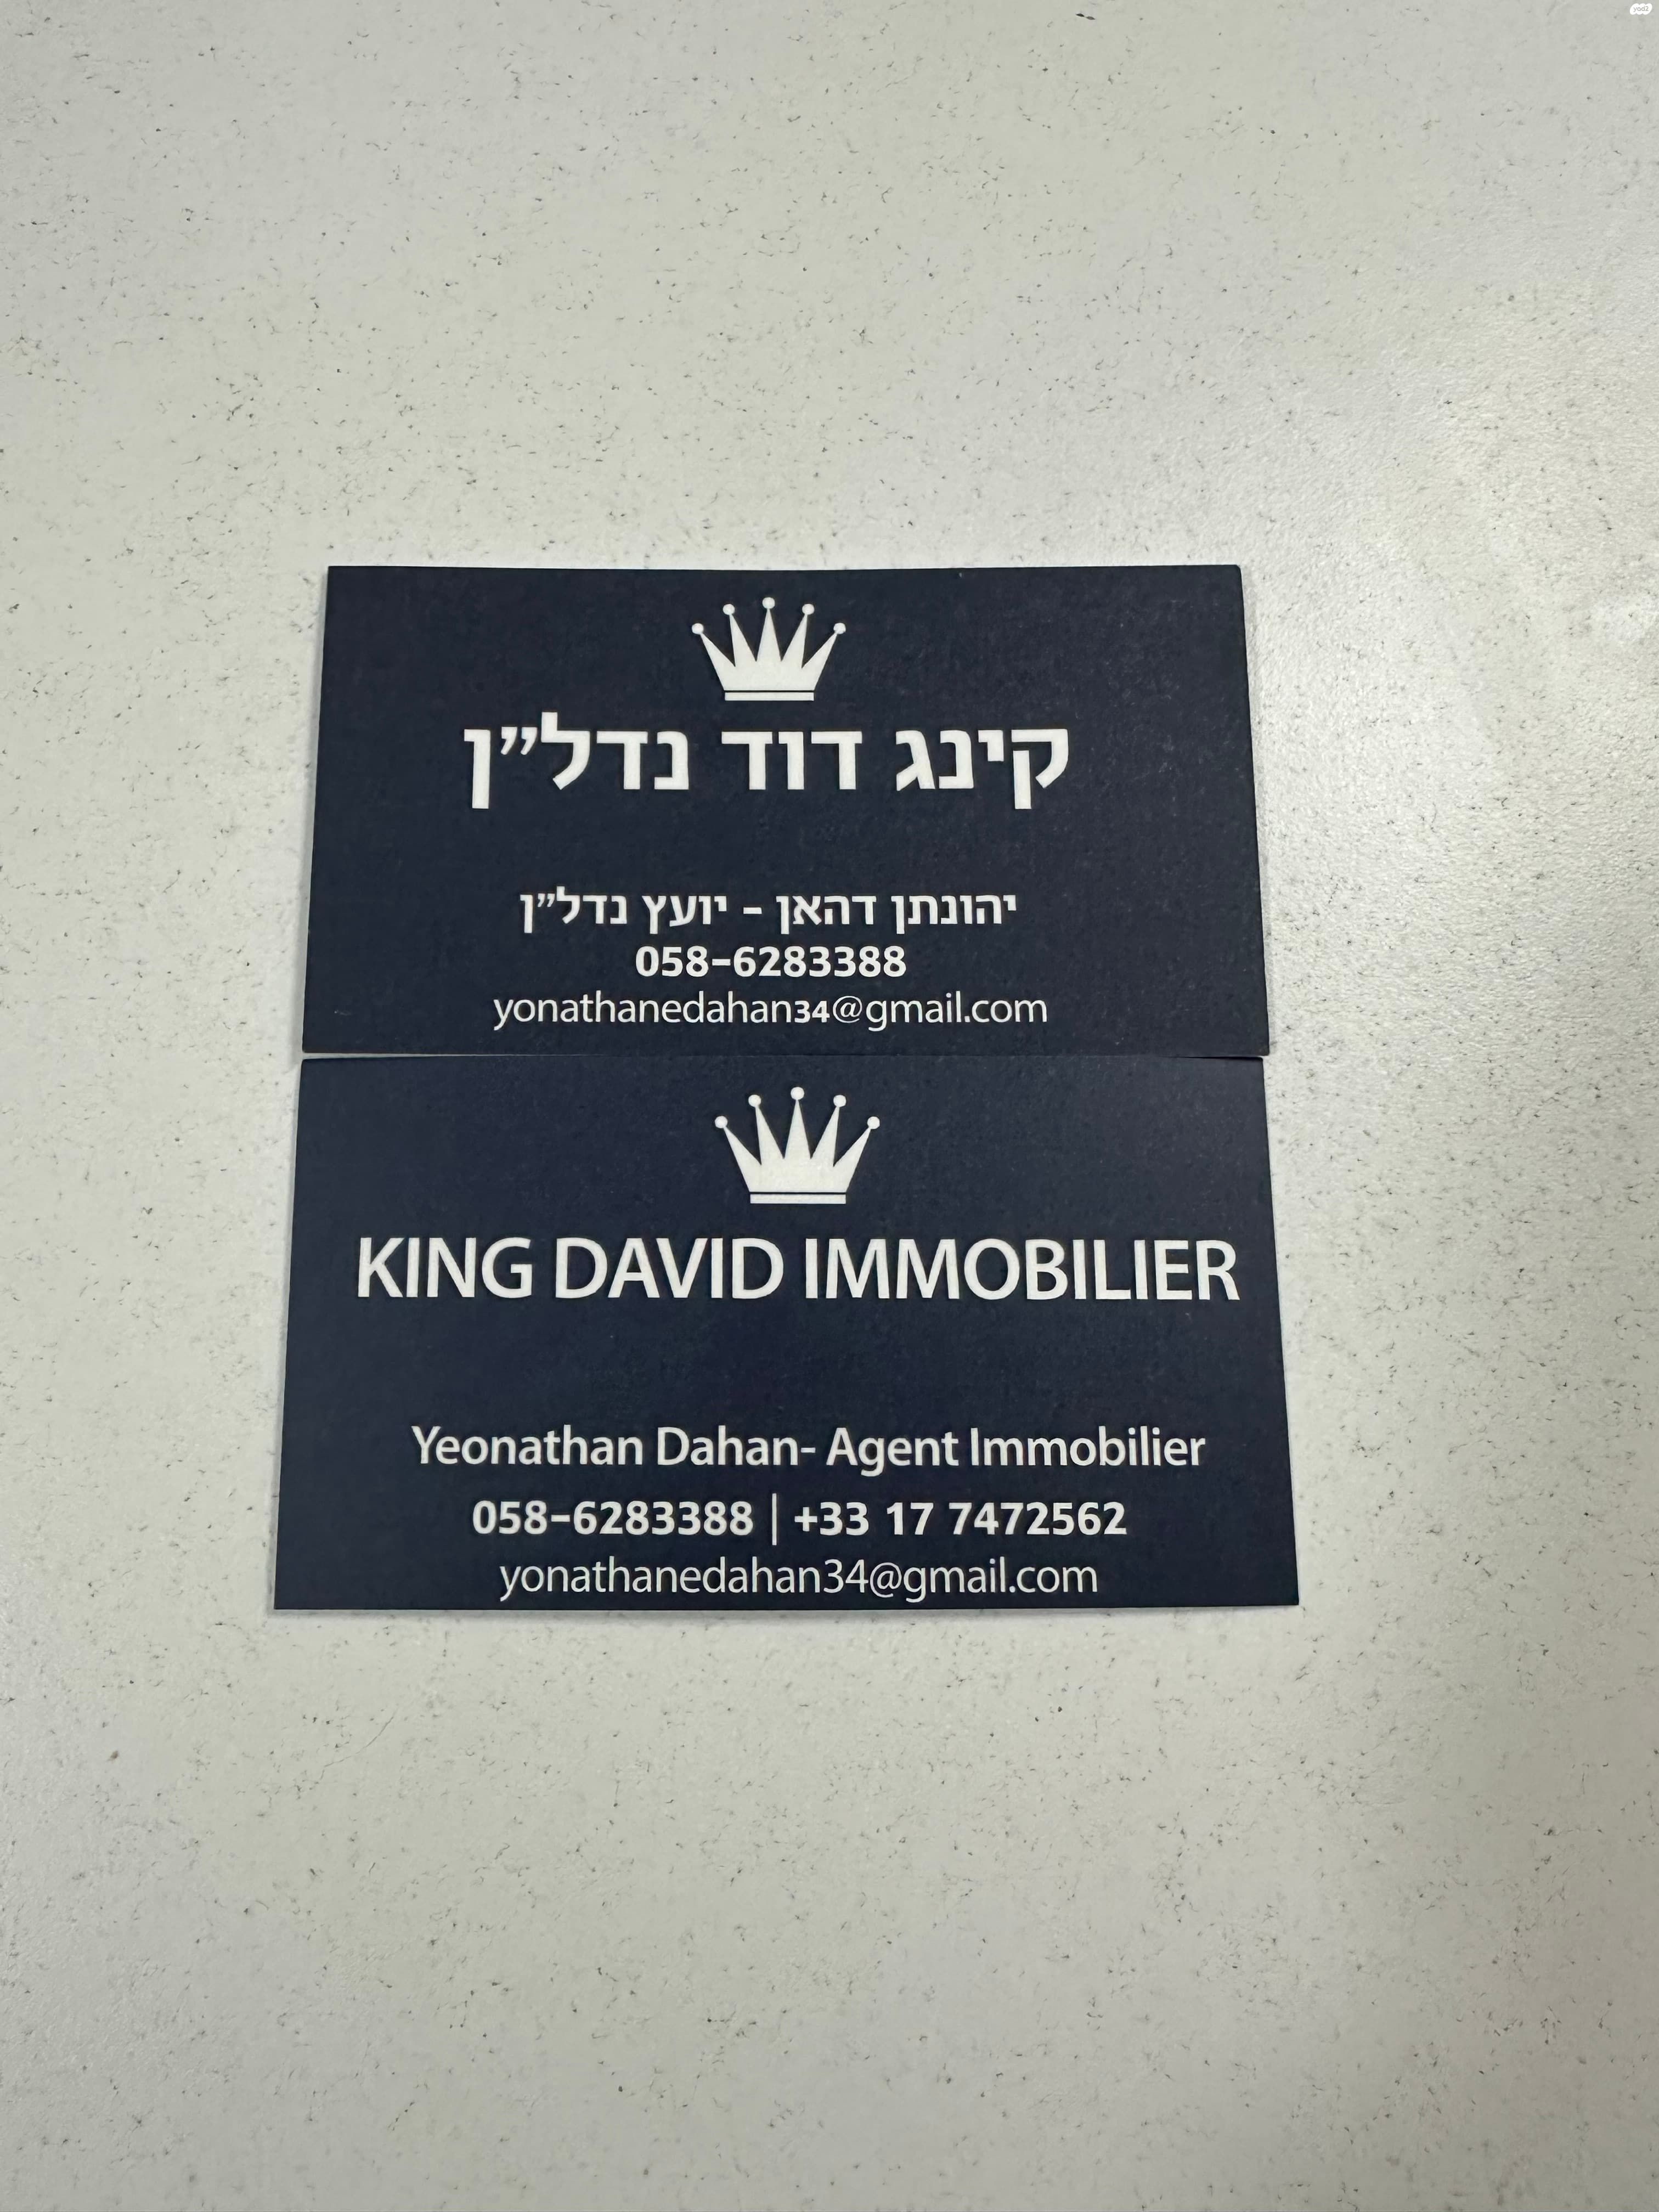 קינג דוד נדל"ן
יהונתן דהאן - יועץ נדל"ן
058-6283388
yonathanedahan34@gmail.com
KING DAVID IMMOBILIER
Yeonathan Dahan- Agent Immobilier
058-6283388 | +33 17 7472562
yonathanedahan34@gmail.com